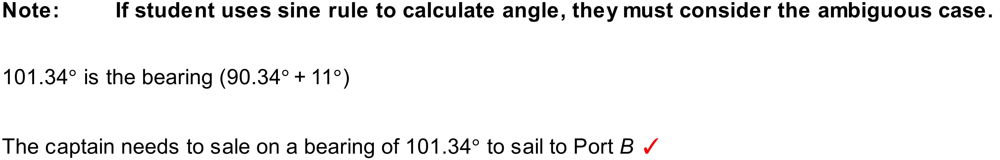 Note: If student uses sine rule to calculate angle, they must consider the ambiguous case.
101.34° is the bearing (90.34° + 11°)
The captain needs to sale on a bearing of 101.34° to sail to Port B ✓